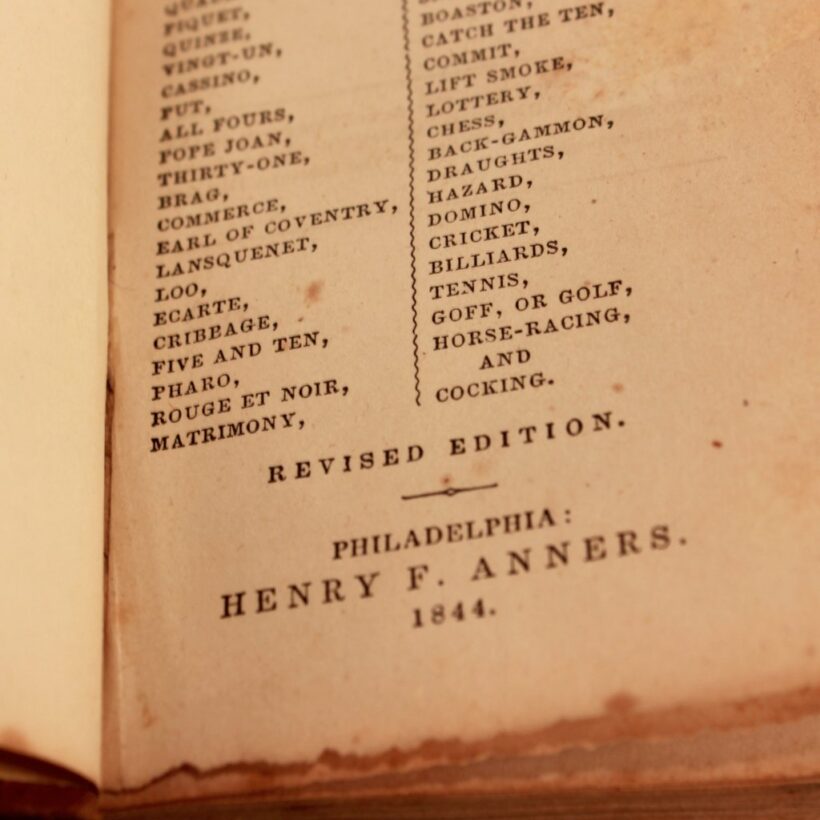 PIQUET,
QUINZE,
VINGT-UN,
CASSINO,
PUT,
ALL FOURS,
POPE JOAN,
THIRTY-ONE,
BRAG,
COMMERCE,
EARL OF COVENTRY,
LANSQUENET,
LOO,
ECARTE,
CRIBBAGE,
FIVE AND TEN,
PHARO,
ROUGE ET NOIR,
MATRIMONY,
BOASTON,
CATCH THE TEN,
COMMIT,
LIFT SMOKE,
LOTTERY,
CHESS,
BACK-GAMMON,
DRAUGHTS,
HAZARD,
DOMINO,
CRICKET,
BILLIARDS,
TENNIS,
GOFF, OR GOLF,
HORSE-RACING,
AND
COCKING.
REVISED EDITION.
PHILADELPHIA:
HENRY F. ANNERS.
1844.